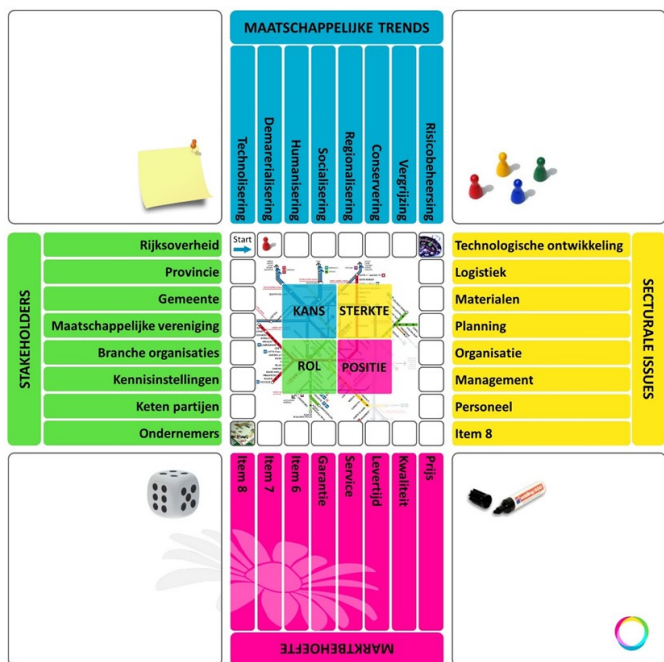 MAATSCHAPPELIJKE TRENDS
Technolisering
Demarerialisering
Humanisering
Socialisering
Regionalisering
Conservering
Vergrijzing
Risicobeheersing
STAKEHOLDERS
Rijksoverheid
Provincie
Gemeente
Maatschappelijke vereniging
Branche organisaties
Kennisinstellingen
Keten partijen
Ondernemers
Start
KANS
STERKTE
ROL
POSITIE
Technologische ontwikkeling
Logistiek
Materialen
Planning
Organisatie
Management
Personeel
Item 8
SECTURALE ISSUES
Item 8
Item 7
Item 6
Garantie
Service
Levertijd
Kwaliteit
Prijs
MARKTBEHOEFTE